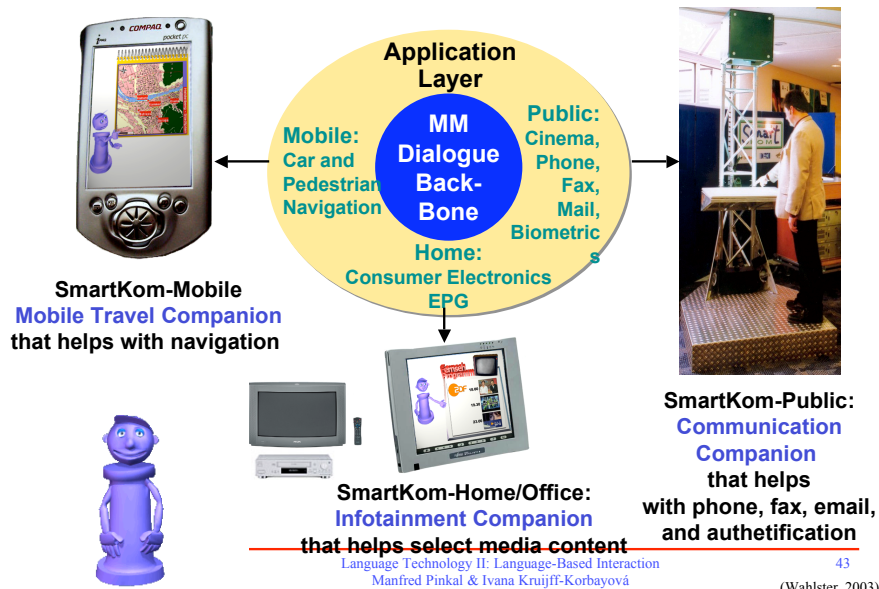 COMPAQ
pocket pc
Application
Layer
Mobile:
Car and
Pedestrian
Navigation
MM
Dialogue
Back-
Bone
Public:
Cinema,
Phone,
Fax,
Mail,
Biometric
s
Home:
Consumer Electronics
EPG
SmartKom-Mobile
Mobile Travel Companion
that helps with navigation
ZDF
SmartKom-Home/Office:
Infotainment Companion
that helps select media content
SmartKom-Public:
Communication
Companion
that helps
with phone, fax, email,
and authetification
Language Technology II: Language-Based Interaction
Manfred Pinkal & Ivana Kruijff-Korbayová
43
(Wahlster, 2003)